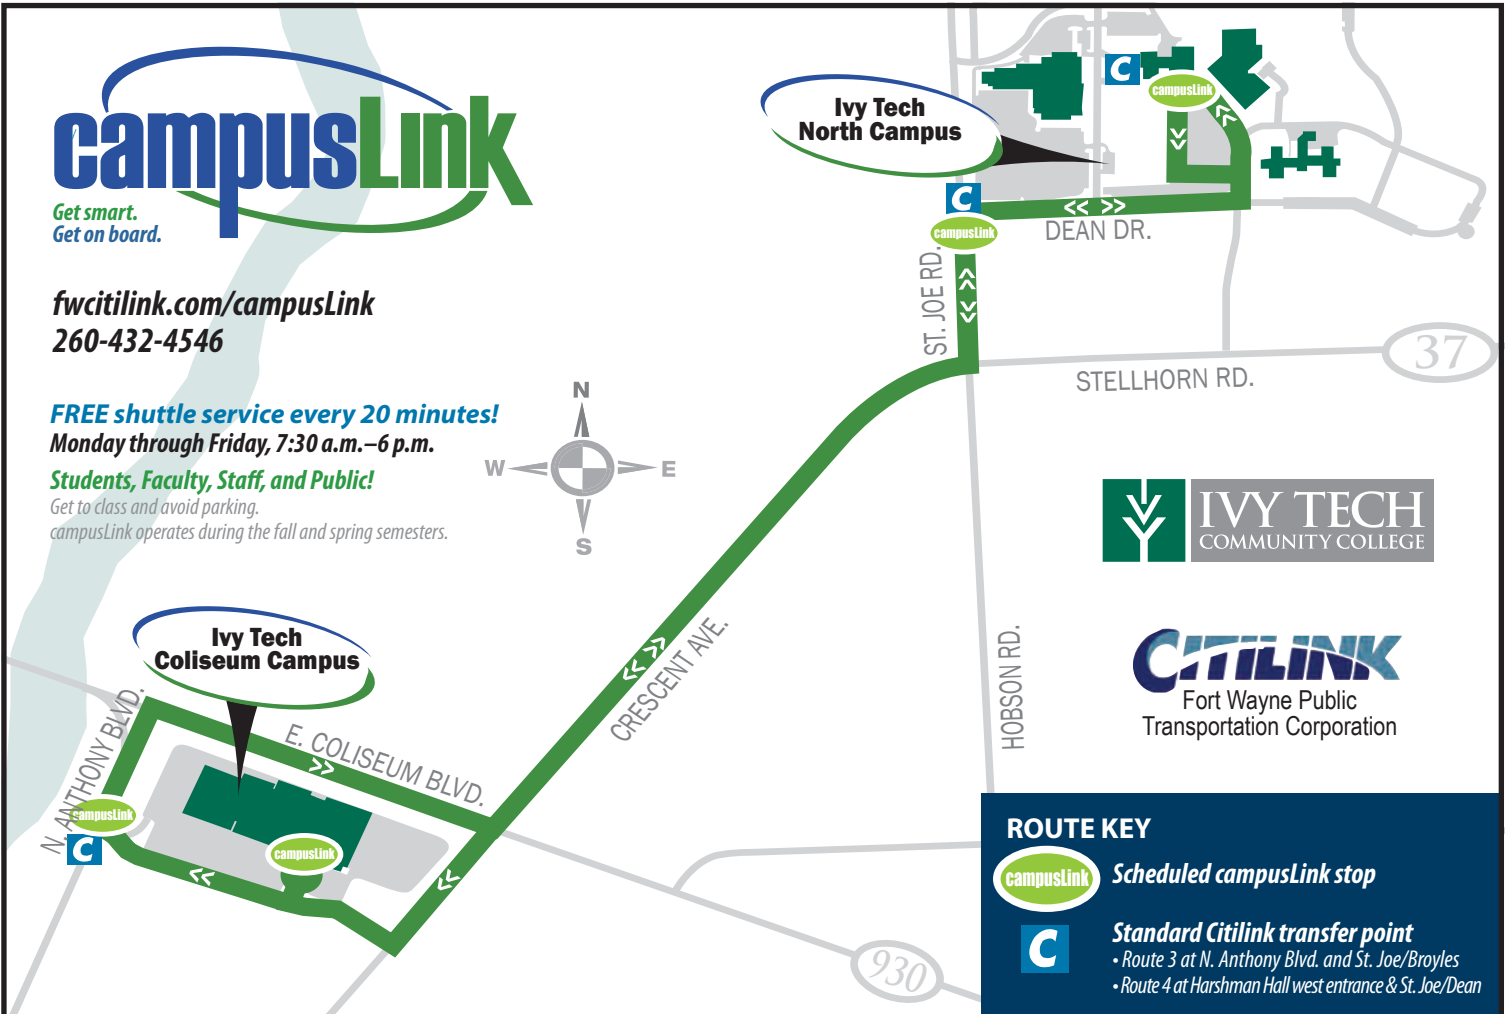 campusLink
Get smart.
Get on board.
fwcitilink.com/campusLink
260-432-4546
FREE shuttle service every 20 minutes!
Monday through Friday, 7:30 a.m.–6 p.m.
Students, Faculty, Staff, and Public!
Get to class and avoid parking.
campusLink operates during the fall and spring semesters.
N
W
E
S
Ivy Tech
North Campus
C
campusLink
C
campusLink
DEAN DR.
ST. JOE RD.
STELLHORN RD.
37
IVY TECH
COMMUNITY COLLEGE
CITILINK
Fort Wayne Public
Transportation Corporation
HOBSON RD.
CRESCENT AVE.
Ivy Tech
Coliseum Campus
N. ANTHONY BLVD.
E. COLISEUM BLVD.
campusLink
C
campusLink
930
ROUTE KEY
campusLink
Scheduled campusLink stop
C
Standard Citilink transfer point
• Route 3 at N. Anthony Blvd. and St. Joe/Broyles
• Route 4 at Harshman Hall west entrance & St. Joe/Dean